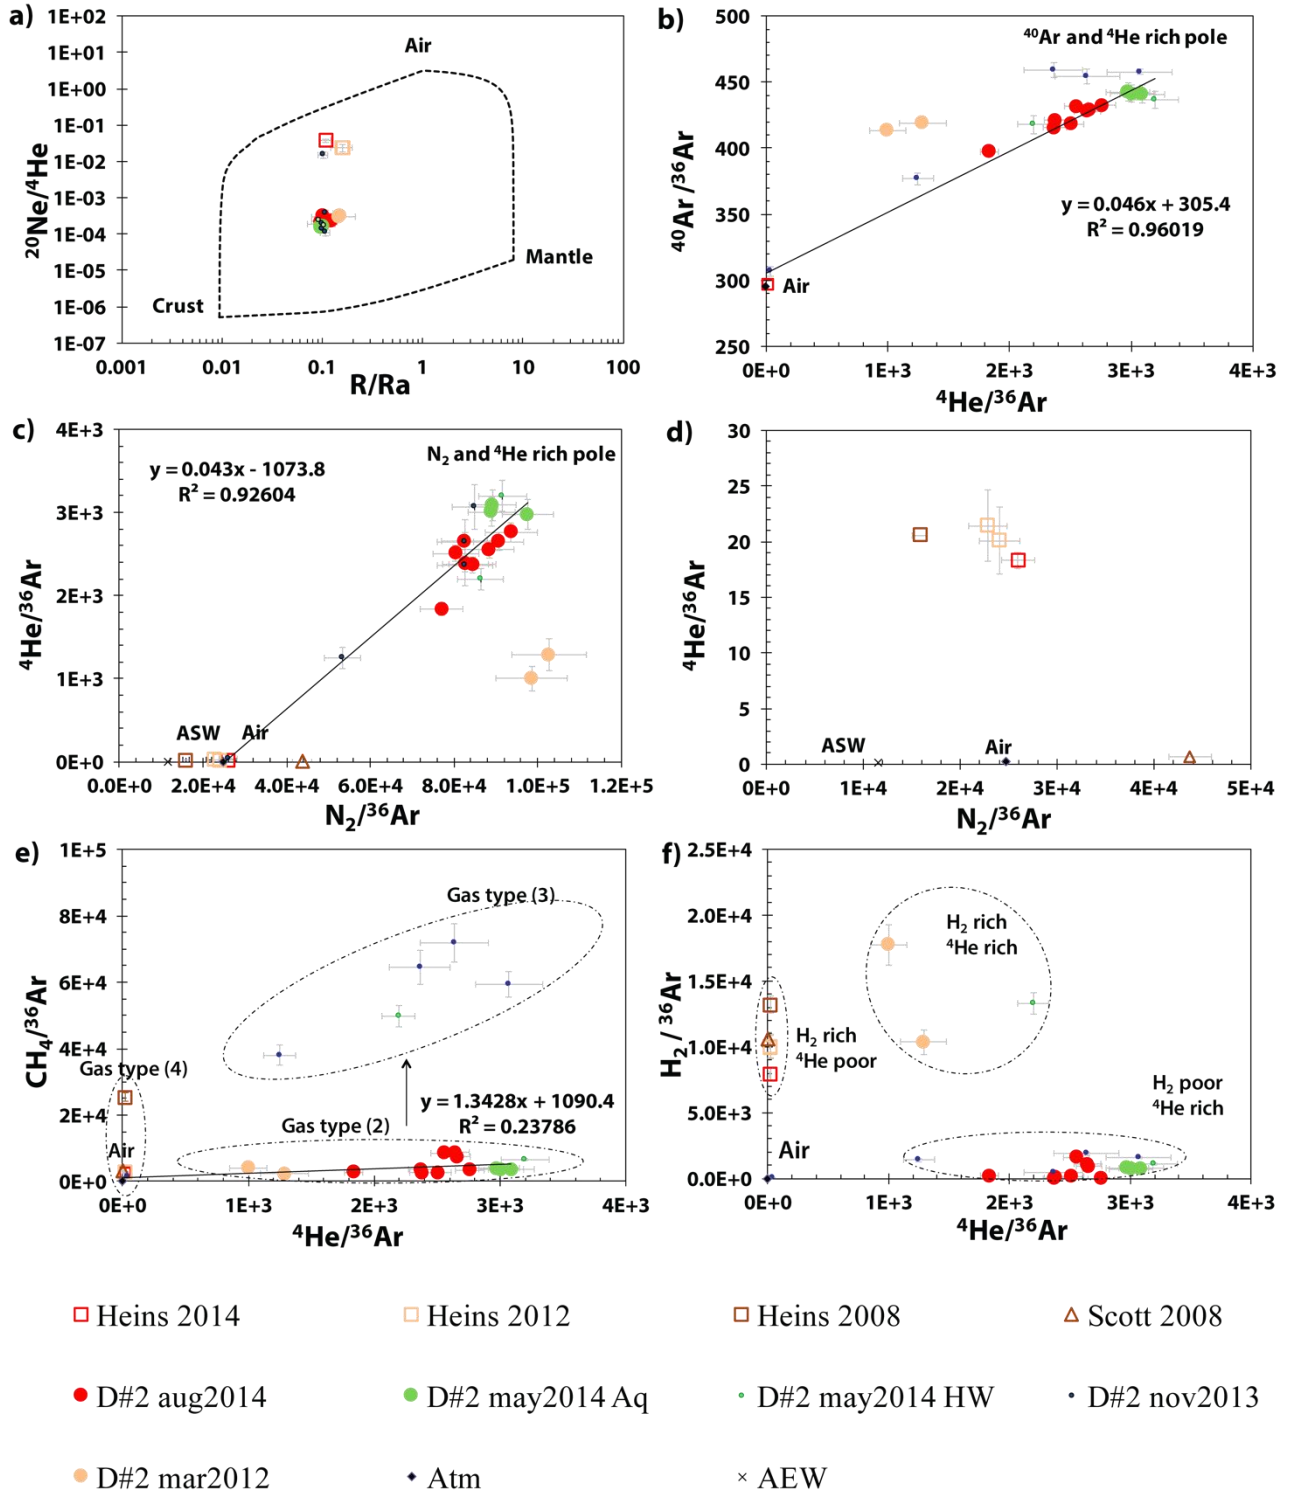 a)
1E+02
1E+01
1E+00
1E-01
1E-02
1E-03
1E-04
1E-05
1E-06
1E-07
²⁰Ne/⁴He
Air
Mantle
Crust
0.001 0.01 0.1 1 10 100
R/Ra
b)
500
450
400
350
300
250
⁴⁰Ar/³⁶Ar
⁴⁰Ar and ⁴He rich pole
y = 0.046x + 305.4
R² = 0.96019
Air
0E+0 1E+3 2E+3 3E+3 4E+3
⁴He/³⁶Ar
c)
4E+3
3E+3
2E+3
1E+3
0E+0
⁴He/³⁶Ar
y = 0.043x - 1073.8
R² = 0.92604
N₂ and ⁴He rich pole
ASW Air
0.0E+0 2.0E+4 4.0E+4 6.0E+4 8.0E+4 1.0E+5 1.2E+5
N₂/³⁶Ar
d)
30
25
20
15
10
5
0
⁴He/³⁶Ar
ASW Air
0E+0 1E+4 2E+4 3E+4 4E+4 5E+4
N₂/³⁶Ar
e)
1E+5
8E+4
6E+4
4E+4
2E+4
0E+0
CH₄/³⁶Ar
Gas type (3)
Gas type (4)
y = 1.3428x + 1090.4
R² = 0.23786
Gas type (2)
Air
0E+0 1E+3 2E+3 3E+3 4E+3
⁴He/³⁶Ar
f)
2.5E+4
2.0E+4
1.5E+4
1.0E+4
5.0E+3
0.0E+0
H₂/ ³⁶Ar
H₂ rich
⁴He rich
H₂ rich
⁴He poor
H₂ poor
⁴He rich
Air
0E+0 1E+3 2E+3 3E+3 4E+3
⁴He/³⁶Ar
Heins 2014 Heins 2012 Heins 2008 Scott 2008
D#2 aug2014 D#2 may2014 Aq D#2 may2014 HW D#2 nov2013
D#2 mar2012 Atm AEW